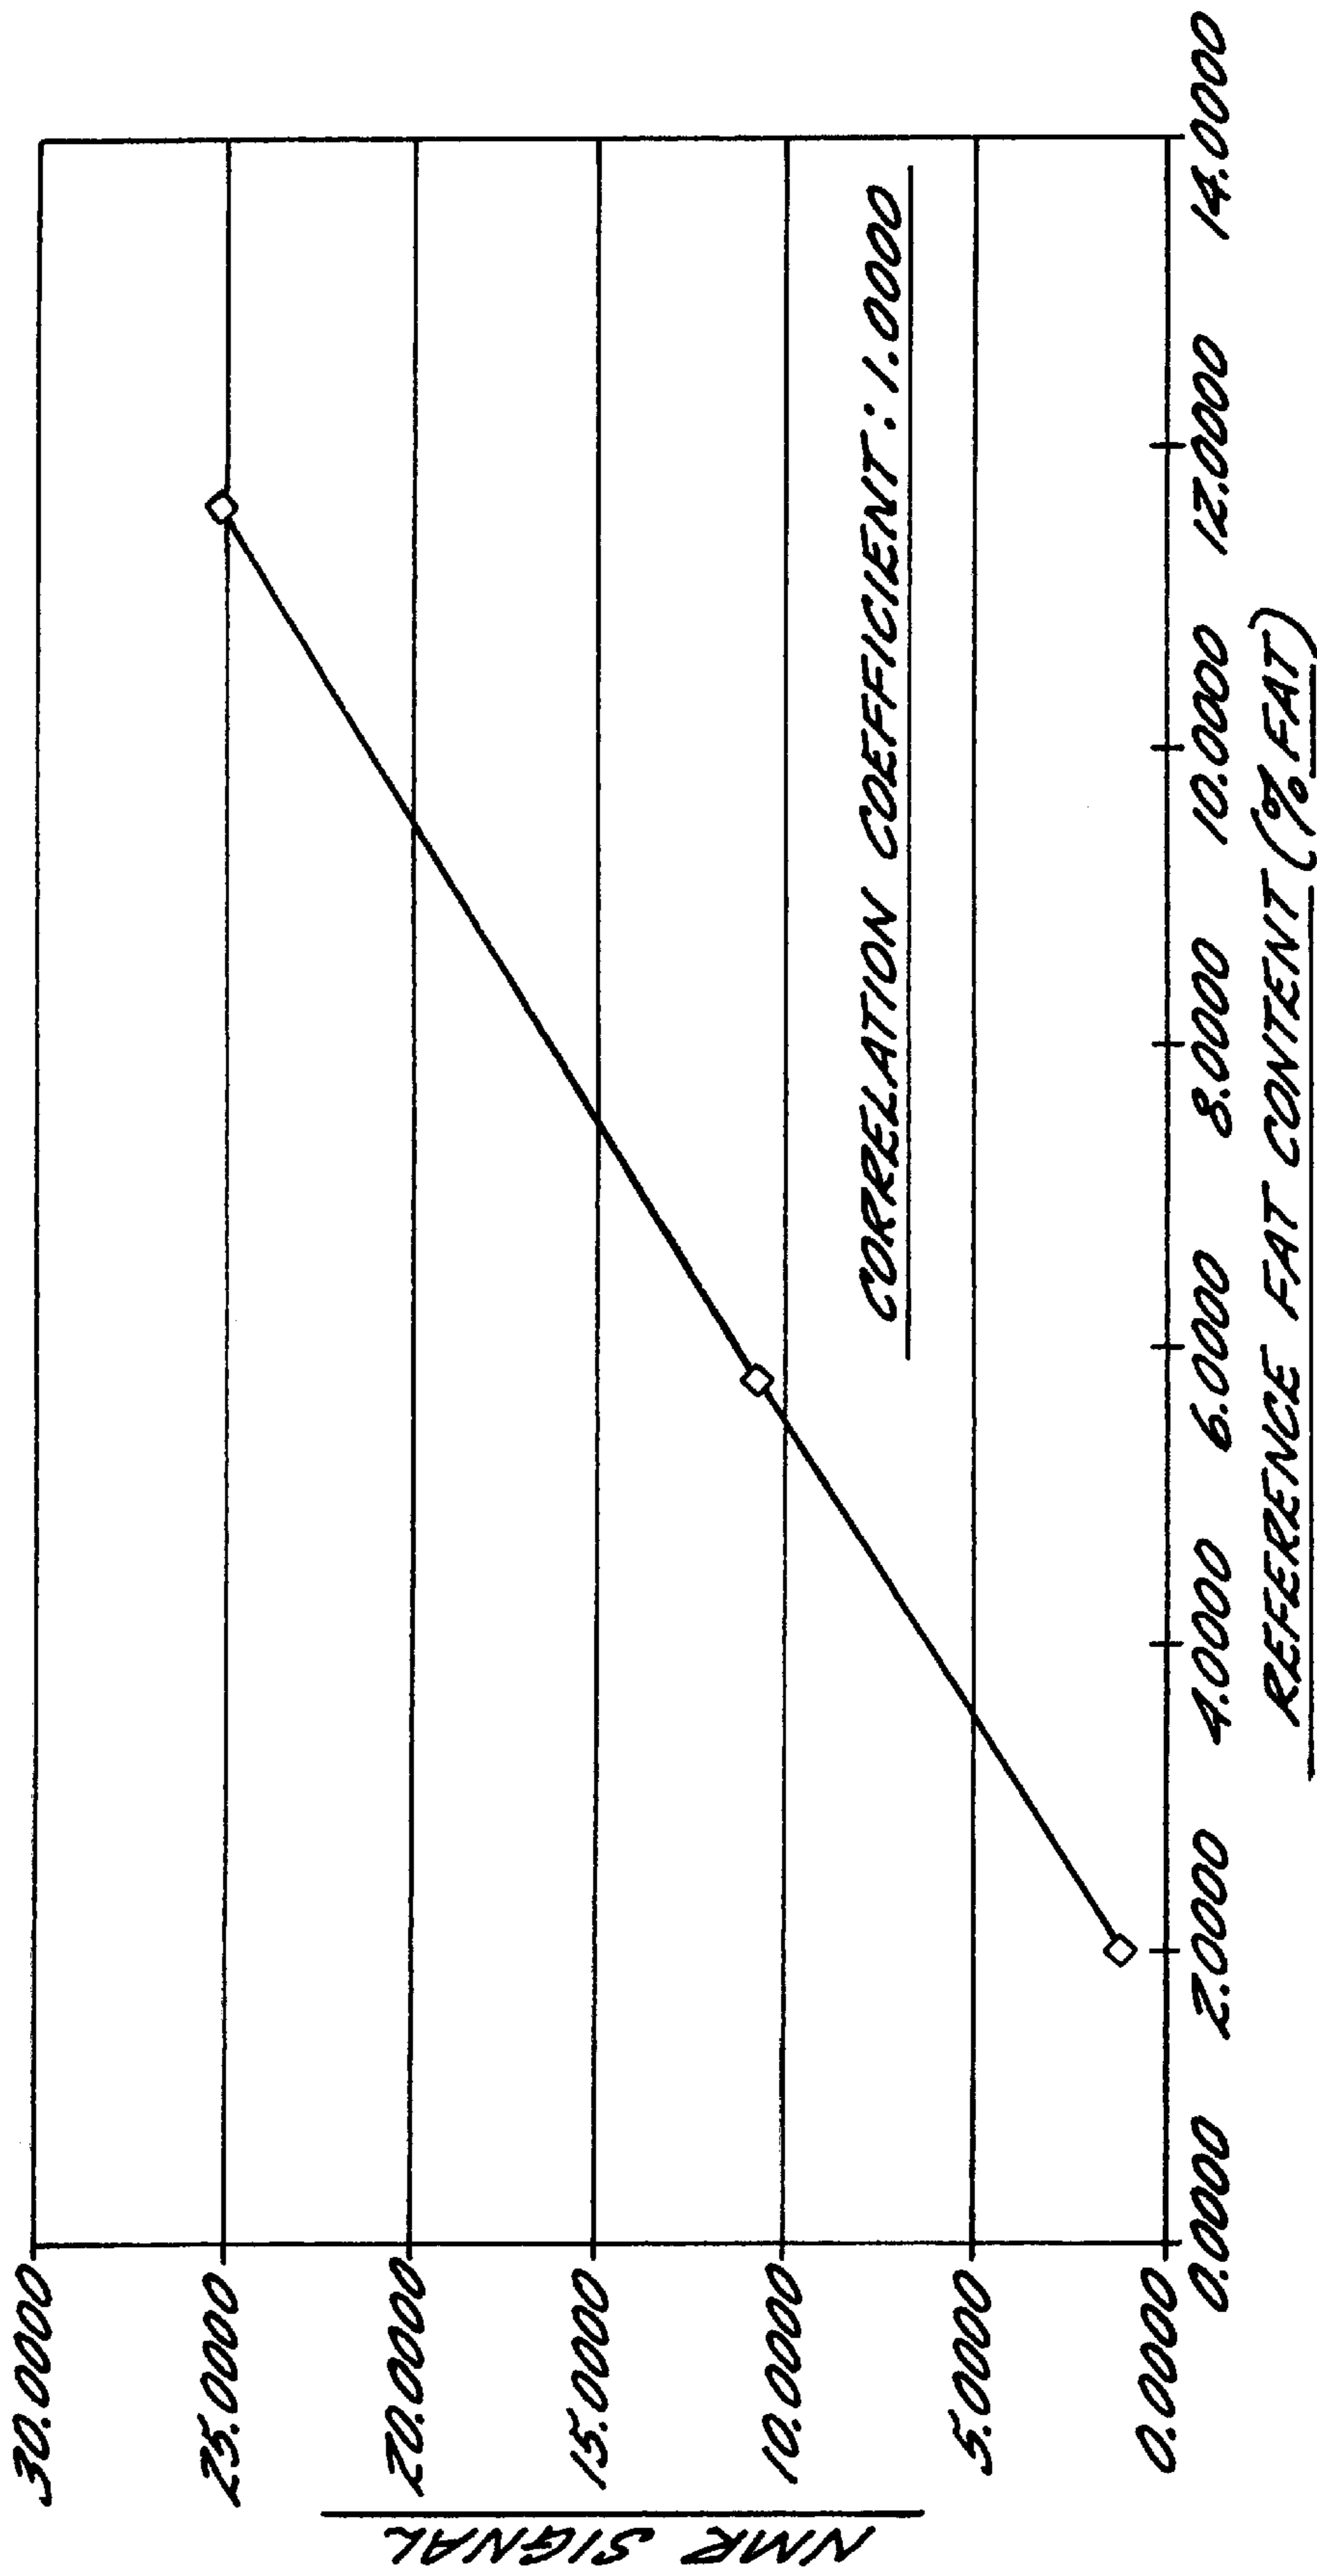 30.0000
25.0000
20.0000
15.0000
10.0000
5.0000
0.0000
NMR SIGNAL
CORRELATION COEFFICIENT: 1.0000
0.0000 2.0000 4.0000 6.0000 8.0000 10.0000 12.0000 14.0000
REFERENCE FAT CONTENT (% FAT)